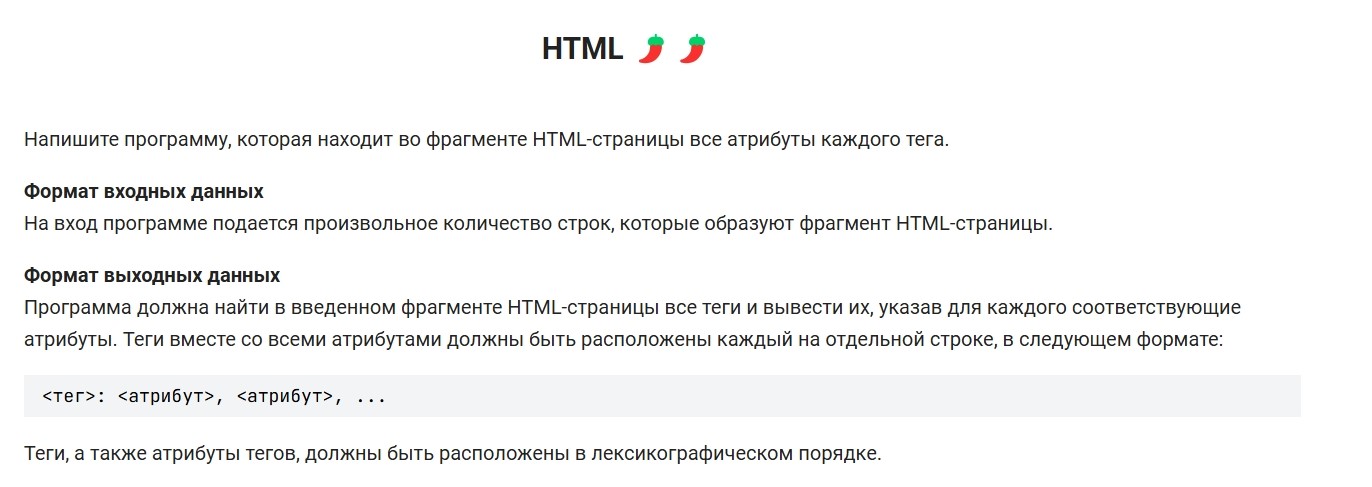 HTML 🌶️ 🌶️
Напишите программу, которая находит во фрагменте HTML-страницы все атрибуты каждого тега.
Формат входных данных
На вход программе подается произвольное количество строк, которые образуют фрагмент HTML-страницы.
Формат выходных данных
Программа должна найти в введенном фрагменте HTML-страницы все теги и вывести их, указав для каждого соответствующие
атрибуты. Теги вместе со всеми атрибутами должны быть расположены каждый на отдельной строке, в следующем формате:
<тег>: <атрибут>, <атрибут>, ...
Теги, а также атрибуты тегов, должны быть расположены в лексикографическом порядке.